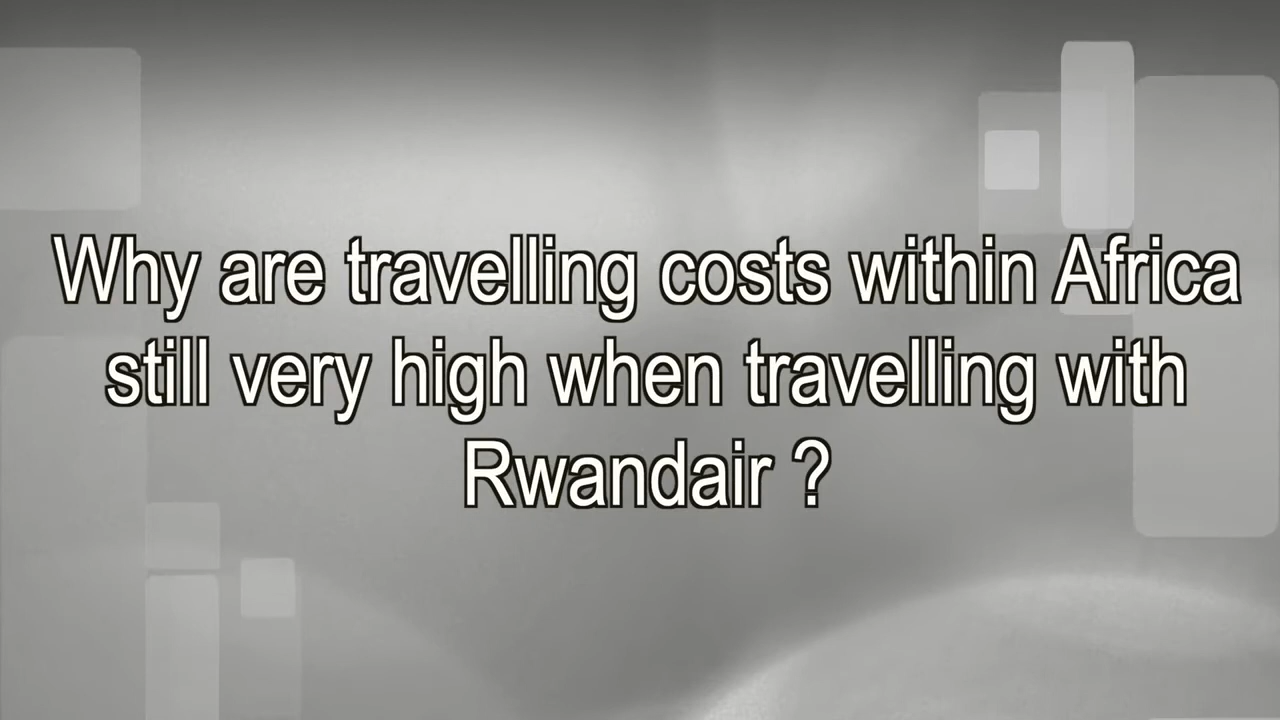 Why are travelling costs within Africa
still very high when travelling with
Rwandair ?